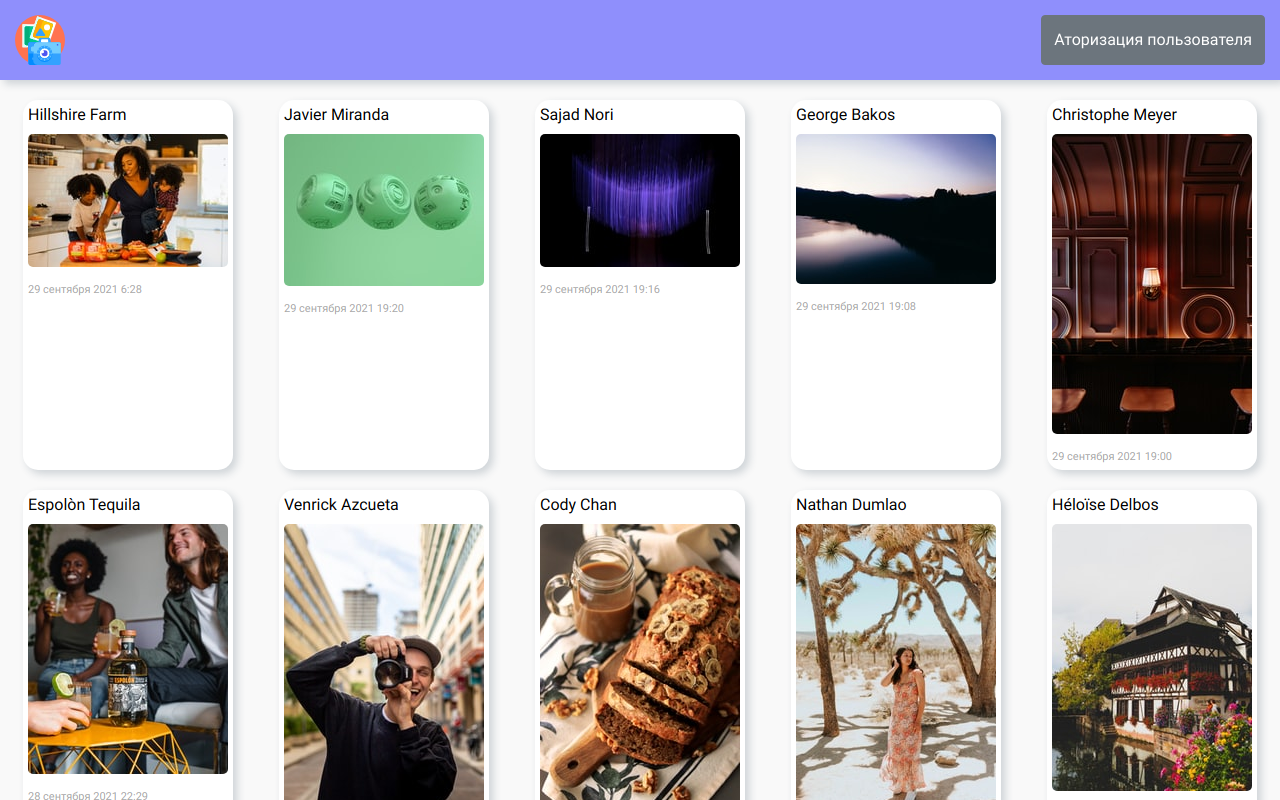 Аторизация пользователя
Hillshire Farm
Javier Miranda
Sajad Nori
George Bakos
Christophe Meyer
29 сентября 2021 6:28
29 сентября 2021 19:20
29 сентября 2021 19:16
29 сентября 2021 19:08
29 сентября 2021 19:00
Espolòn Tequila
Venrick Azcueta
Cody Chan
Nathan Dumlao
Héloïse Delbos
ESPOLÒN
28 сентября 2021 22:29